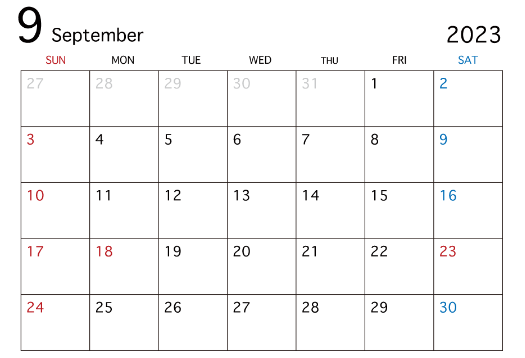 9 September 2023
SUN MON TUE WED THU FRI SAT
27 28 29 30 31 1 2
3 4 5 6 7 8 9
10 11 12 13 14 15 16
17 18 19 20 21 22 23
24 25 26 27 28 29 30